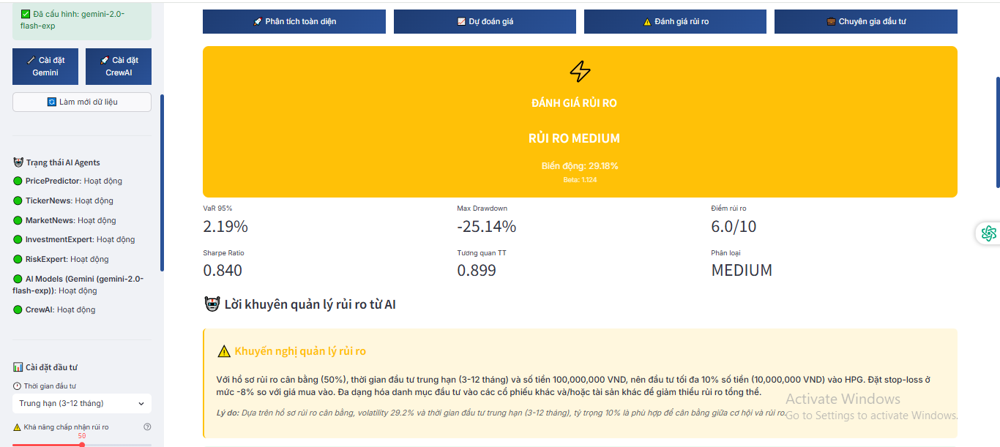 Đã cấu hình: gemini-2.0-
flash-exp
Cài đặt
Gemini
Cài đặt
CrewAI
Làm mới dữ liệu
Trạng thái AI Agents
PricePredictor: Hoạt động
TickerNews: Hoạt động
MarketNews: Hoạt động
InvestmentExpert: Hoạt động
RiskExpert: Hoạt động
AI Models (Gemini (gemini-2.0-
flash-exp)): Hoạt động
CrewAI: Hoạt động
Cài đặt đầu tư
Thời gian đầu tư
Trung hạn (3-12 tháng)
Khả năng chấp nhận rủi ro
50
Phân tích toàn diện
Dự đoán giá
Đánh giá rủi ro
Chuyên gia đầu tư
ĐÁNH GIÁ RỦI RO
RỦI RO MEDIUM
Biến động: 29.18%
Beta: 1.124
VaR 95%
2.19%
Max Drawdown
-25.14%
Điểm rủi ro
6.0/10
Sharpe Ratio
0.840
Tương quan TT
0.899
Phân loại
MEDIUM
Lời khuyên quản lý rủi ro từ AI
Khuyến nghị quản lý rủi ro
Với hồ sơ rủi ro cân bằng (50%), thời gian đầu tư trung hạn (3-12 tháng) và số tiền 100,000,000 VND, nên đầu tư tối đa 10% số tiền (10,000,000 VND) vào HPG. Đặt stop-loss ở
mức -8% so với giá mua vào. Đa dạng hóa danh mục đầu tư vào các cổ phiếu khác và/hoặc tài sản khác để giảm thiểu rủi ro tổng thể.
Lý do: Dựa trên hồ sơ rủi ro cân bằng, volatility 29.2% và thời gian đầu tư trung hạn (3-12 tháng), tỷ trọng 10% là phù hợp để cân bằng giữa cơ hội và rủi ro.
Activate Windows
Go to Settings to activate Windows.